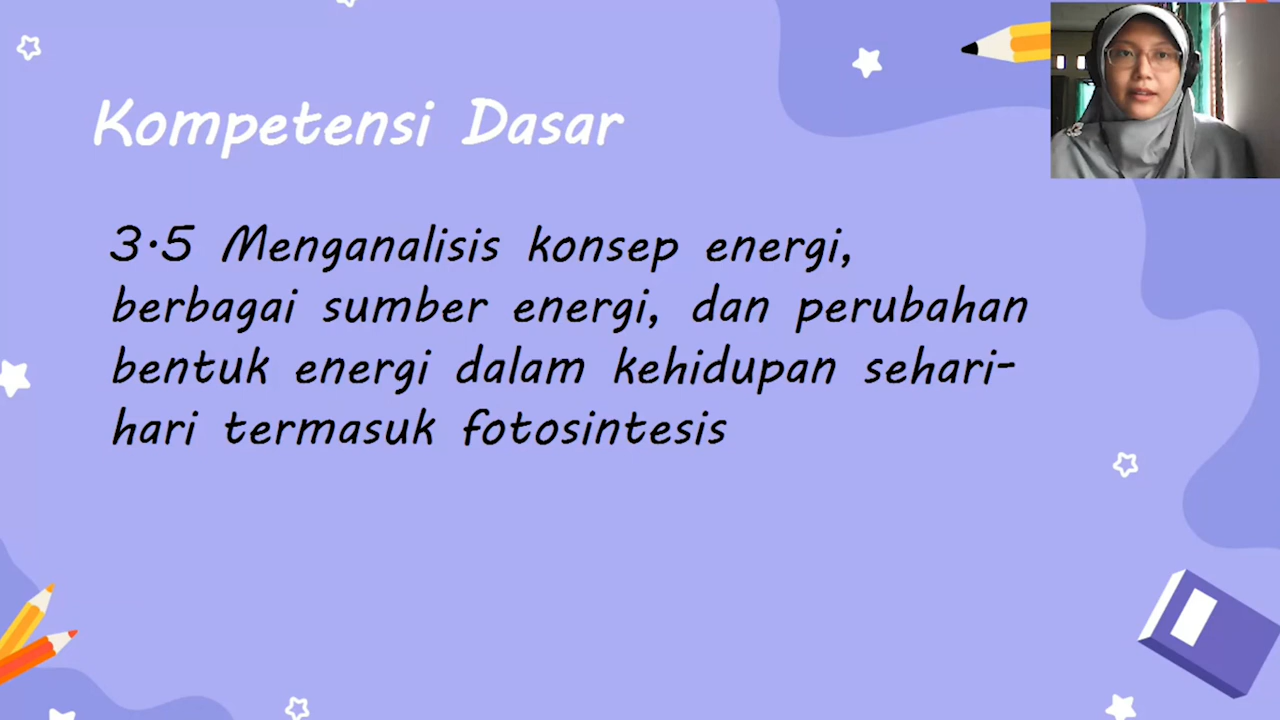 Kompetensi Dasar
3.5 Menganalisis konsep energi,
berbagai sumber energi, dan perubahan
bentuk energi dalam kehidupan sehari-
hari termasuk fotosintesis